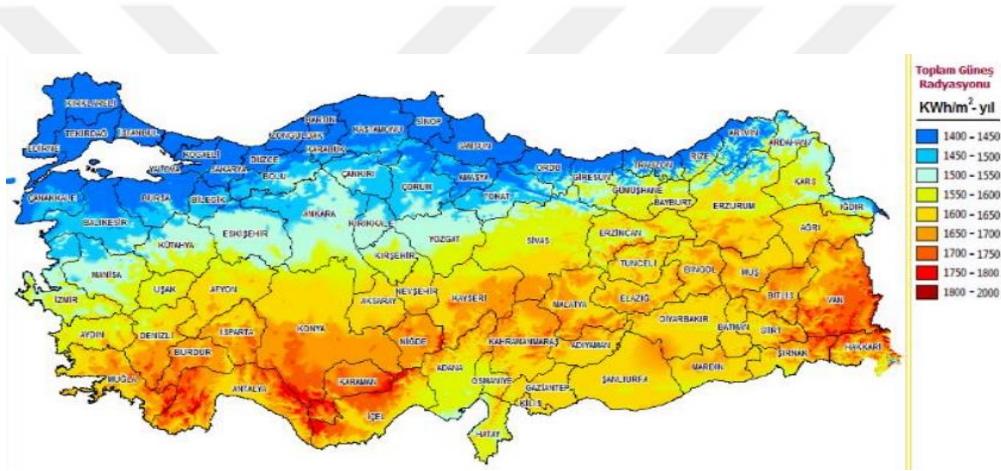 Toplam Güneş
Radyasyonu
KWh/m²- yıl
1400 - 1450
1450 - 1500
1500 - 1550
1550 - 1600
1600 - 1650
1650 - 1700
1700 - 1750
1750 - 1800
1800 - 2000
KIRKLARELİ
TEKİRDAĞ İSTANBUL
EDİRNE
KOCAELİ
YALOVA SAKARYA
DÜZCE
BOLU
ZONGULDAK
BARTIN
KARABÜK
KASTAMONU
SİNOP
SAMSUN
ORDU
GİRESUN
TRABZON
RİZE
ARTVİN
ARDAHAN
ÇANAKKALE
BALIKESİR
BURSA
BİLECİK
ÇANKIRI
ÇORUM
AMASYA
TOKAT
GÜMÜŞHANE
BAYBURT
ERZURUM
KARS
IĞDIR
KÜTAHYA
ESKİŞEHİR
ANKARA
KIRIKKALE
YOZGAT
SİVAS
ERZİNCAN
AĞRI
MANİSA
UŞAK
AFYON
KIRŞEHİR
NEVŞEHİR
AKSARAY
KAYSERİ
MALATYA
TUNCELİ
ELAZIĞ
BİNGÖL
MUŞ
BİTLİS
VAN
İZMİR
AYDIN
DENİZLİ
ISPARTA
BURDUR
KONYA
NİĞDE
KAHRAMANMARAŞ
ADIYAMAN
DİYARBAKIR
BATMAN
SİİRT
ŞIRNAK
HAKKARİ
MUĞLA
ANTALYA
KARAMAN
İÇEL
ADANA
OSMANİYE
GAZİANTEP
KİLİS
ŞANLIURFA
MARDİN
HATAY